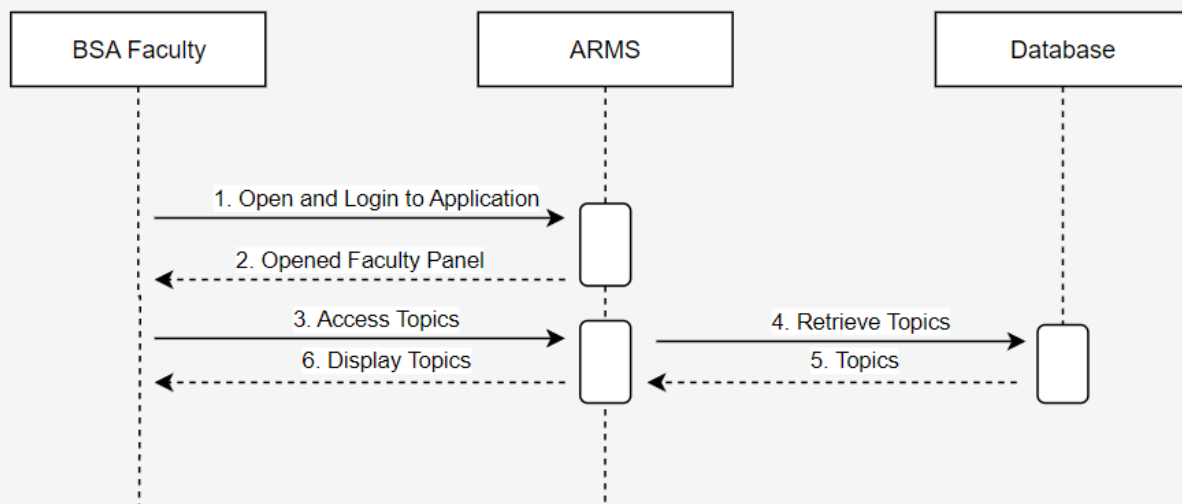 BSA Faculty
ARMS
Database
1. Open and Login to Application
2. Opened Faculty Panel
3. Access Topics
4. Retrieve Topics
6. Display Topics
5. Topics